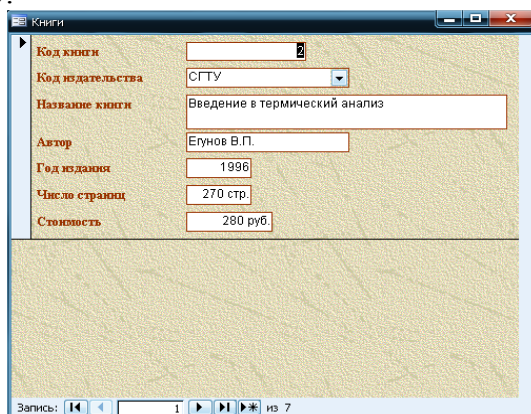 Книги
Код книги 2
Код издательства СГТУ
Название книги Введение в термический анализ
Автор Егунов В.П.
Год издания 1996
Число страниц 270 стр.
Стоимость 280 руб.
Запись: 1 из 7